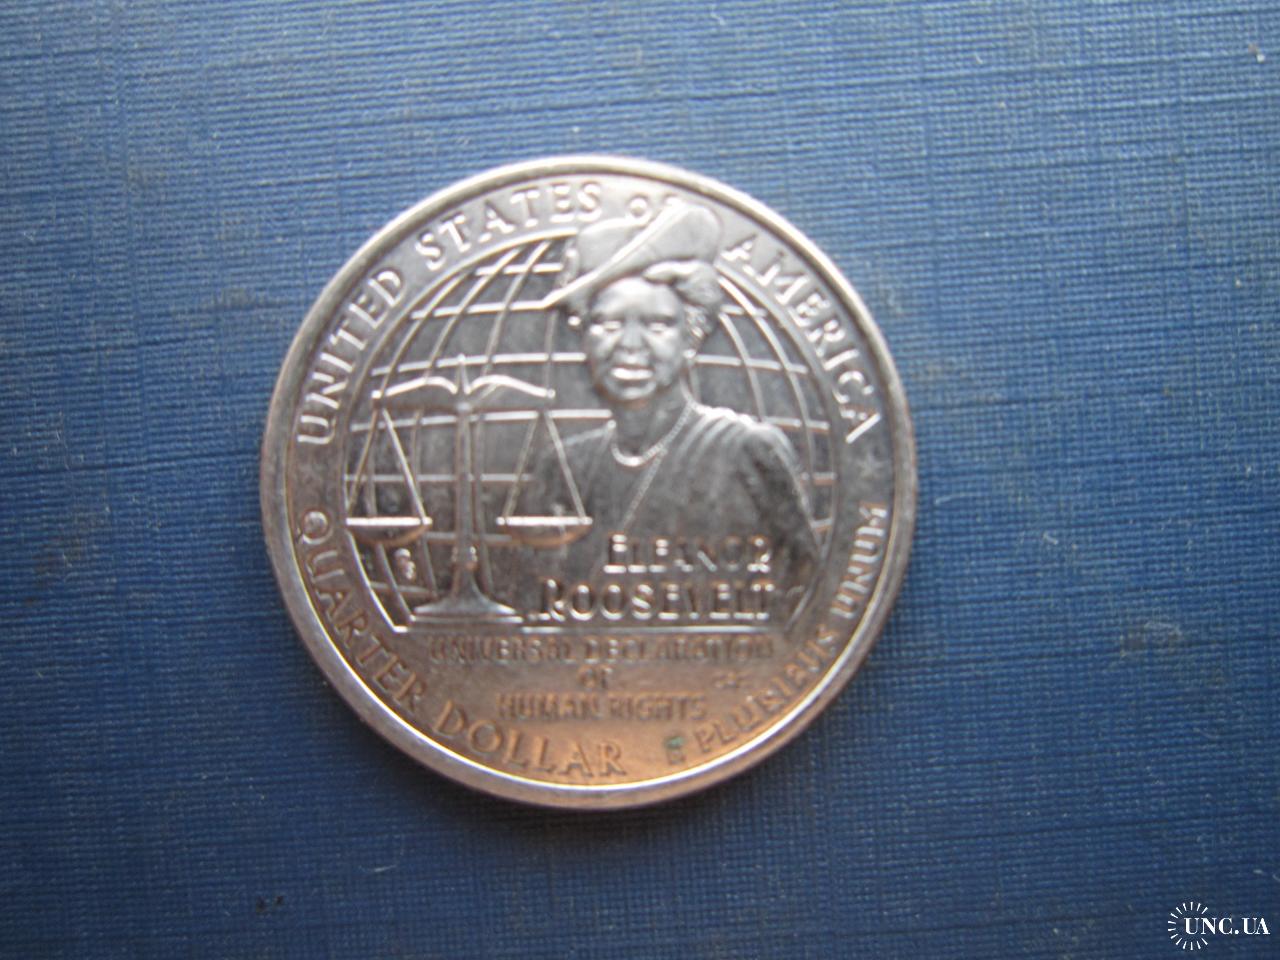 UNITED STATES OF AMERICA
ELEANOR
ROOSEVELT
UNIVERSAL DECLARATION
OF
HUMAN RIGHTS
QUARTER DOLLAR
E PLURIBUS UNUM
UNC.UA